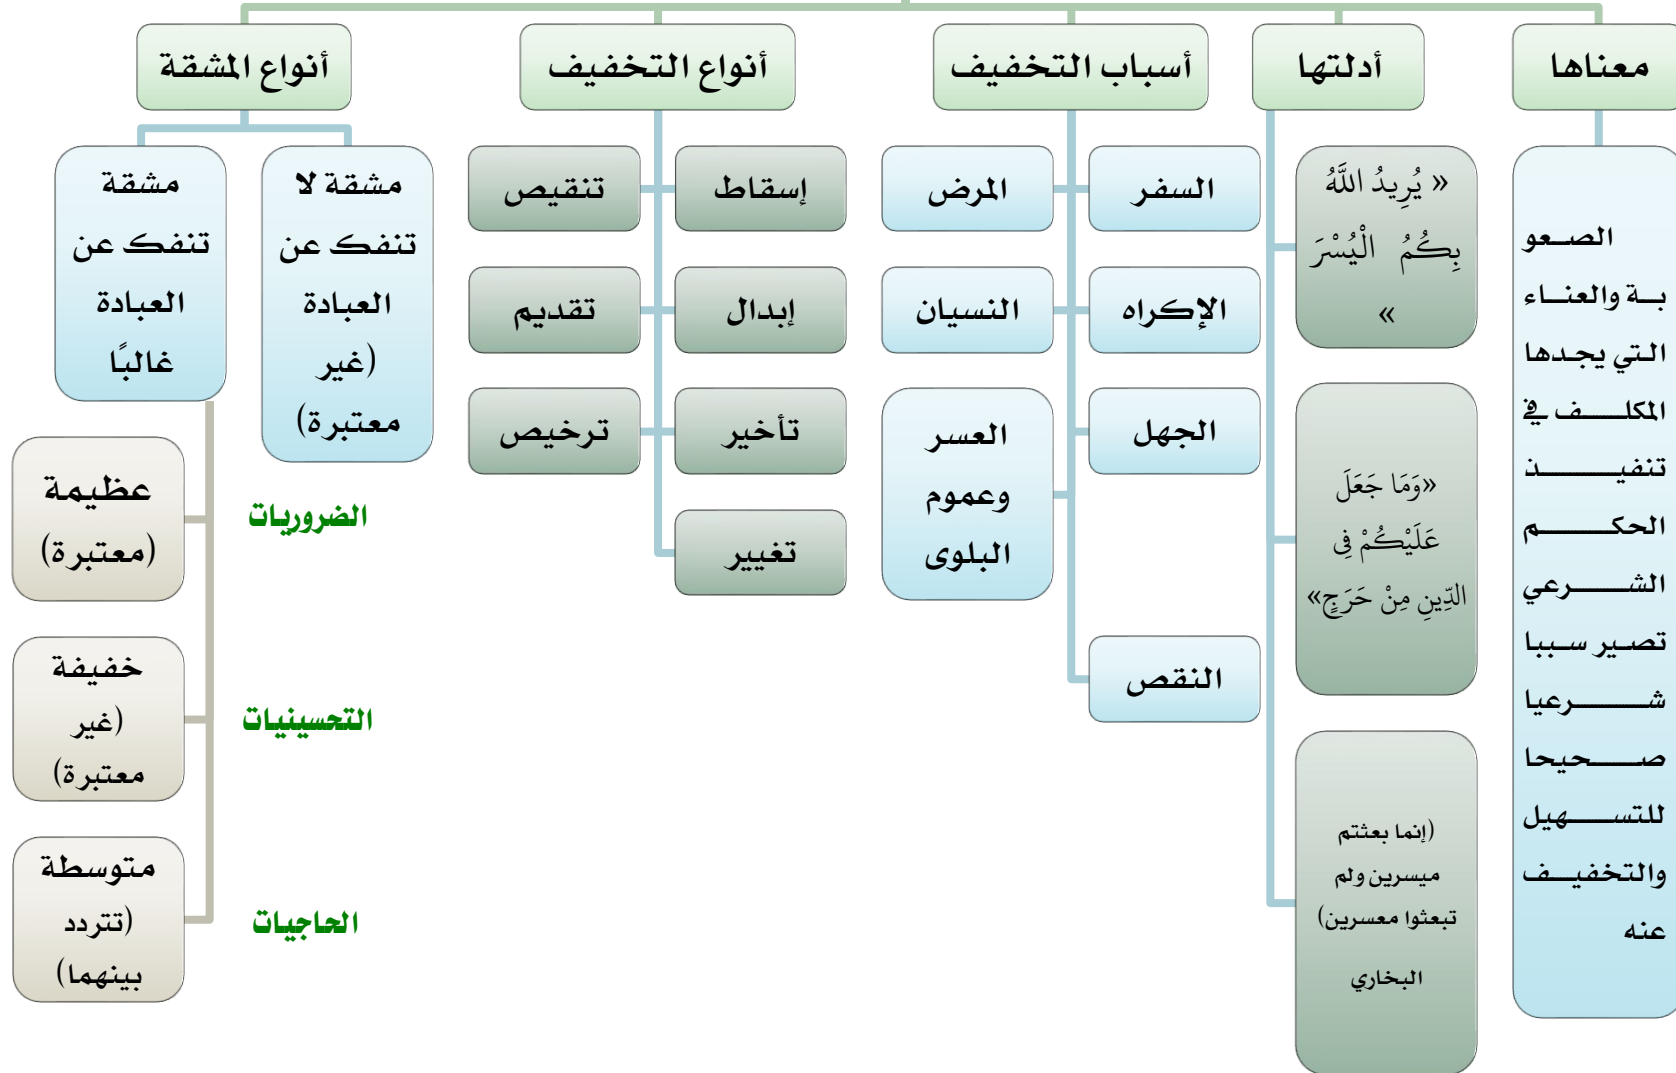 معناها
الصعو
بة والعناء
التي يجدها
المكلف في
تنفيذ
الحكم
الشرعي
تصير سببا
شرعيا
صحيحا
للتسهيل
والتخفيف
عنه
أدلتها
« يُرِيدُ اللَّهُ
بِكُمُ الْيُسْرَ
»
«وَمَا جَعَلَ
عَلَيْكُمْ فِى
الدِّينِ مِنْ حَرَجٍ»
(إنما بعثتم
ميسرين ولم
تبعثوا معسرين)
البخاري
أسباب التخفيف
السفر
المرض
الإكراه
النسيان
الجهل
العسر
وعموم
البلوى
النقص
أنواع التخفيف
إسقاط
تنقيص
إبدال
تقديم
تأخير
ترخيص
تغيير
أنواع المشقة
مشقة لا
تنفك عن
العبادة
(غير
معتبرة)
مشقة
تنفك عن
العبادة
غالبًا
عظيمة
(معتبرة)
الضروريات
خفيفة
(غير
معتبرة)
التحسينيات
متوسطة
(تتردد
بينهما)
الحاجيات